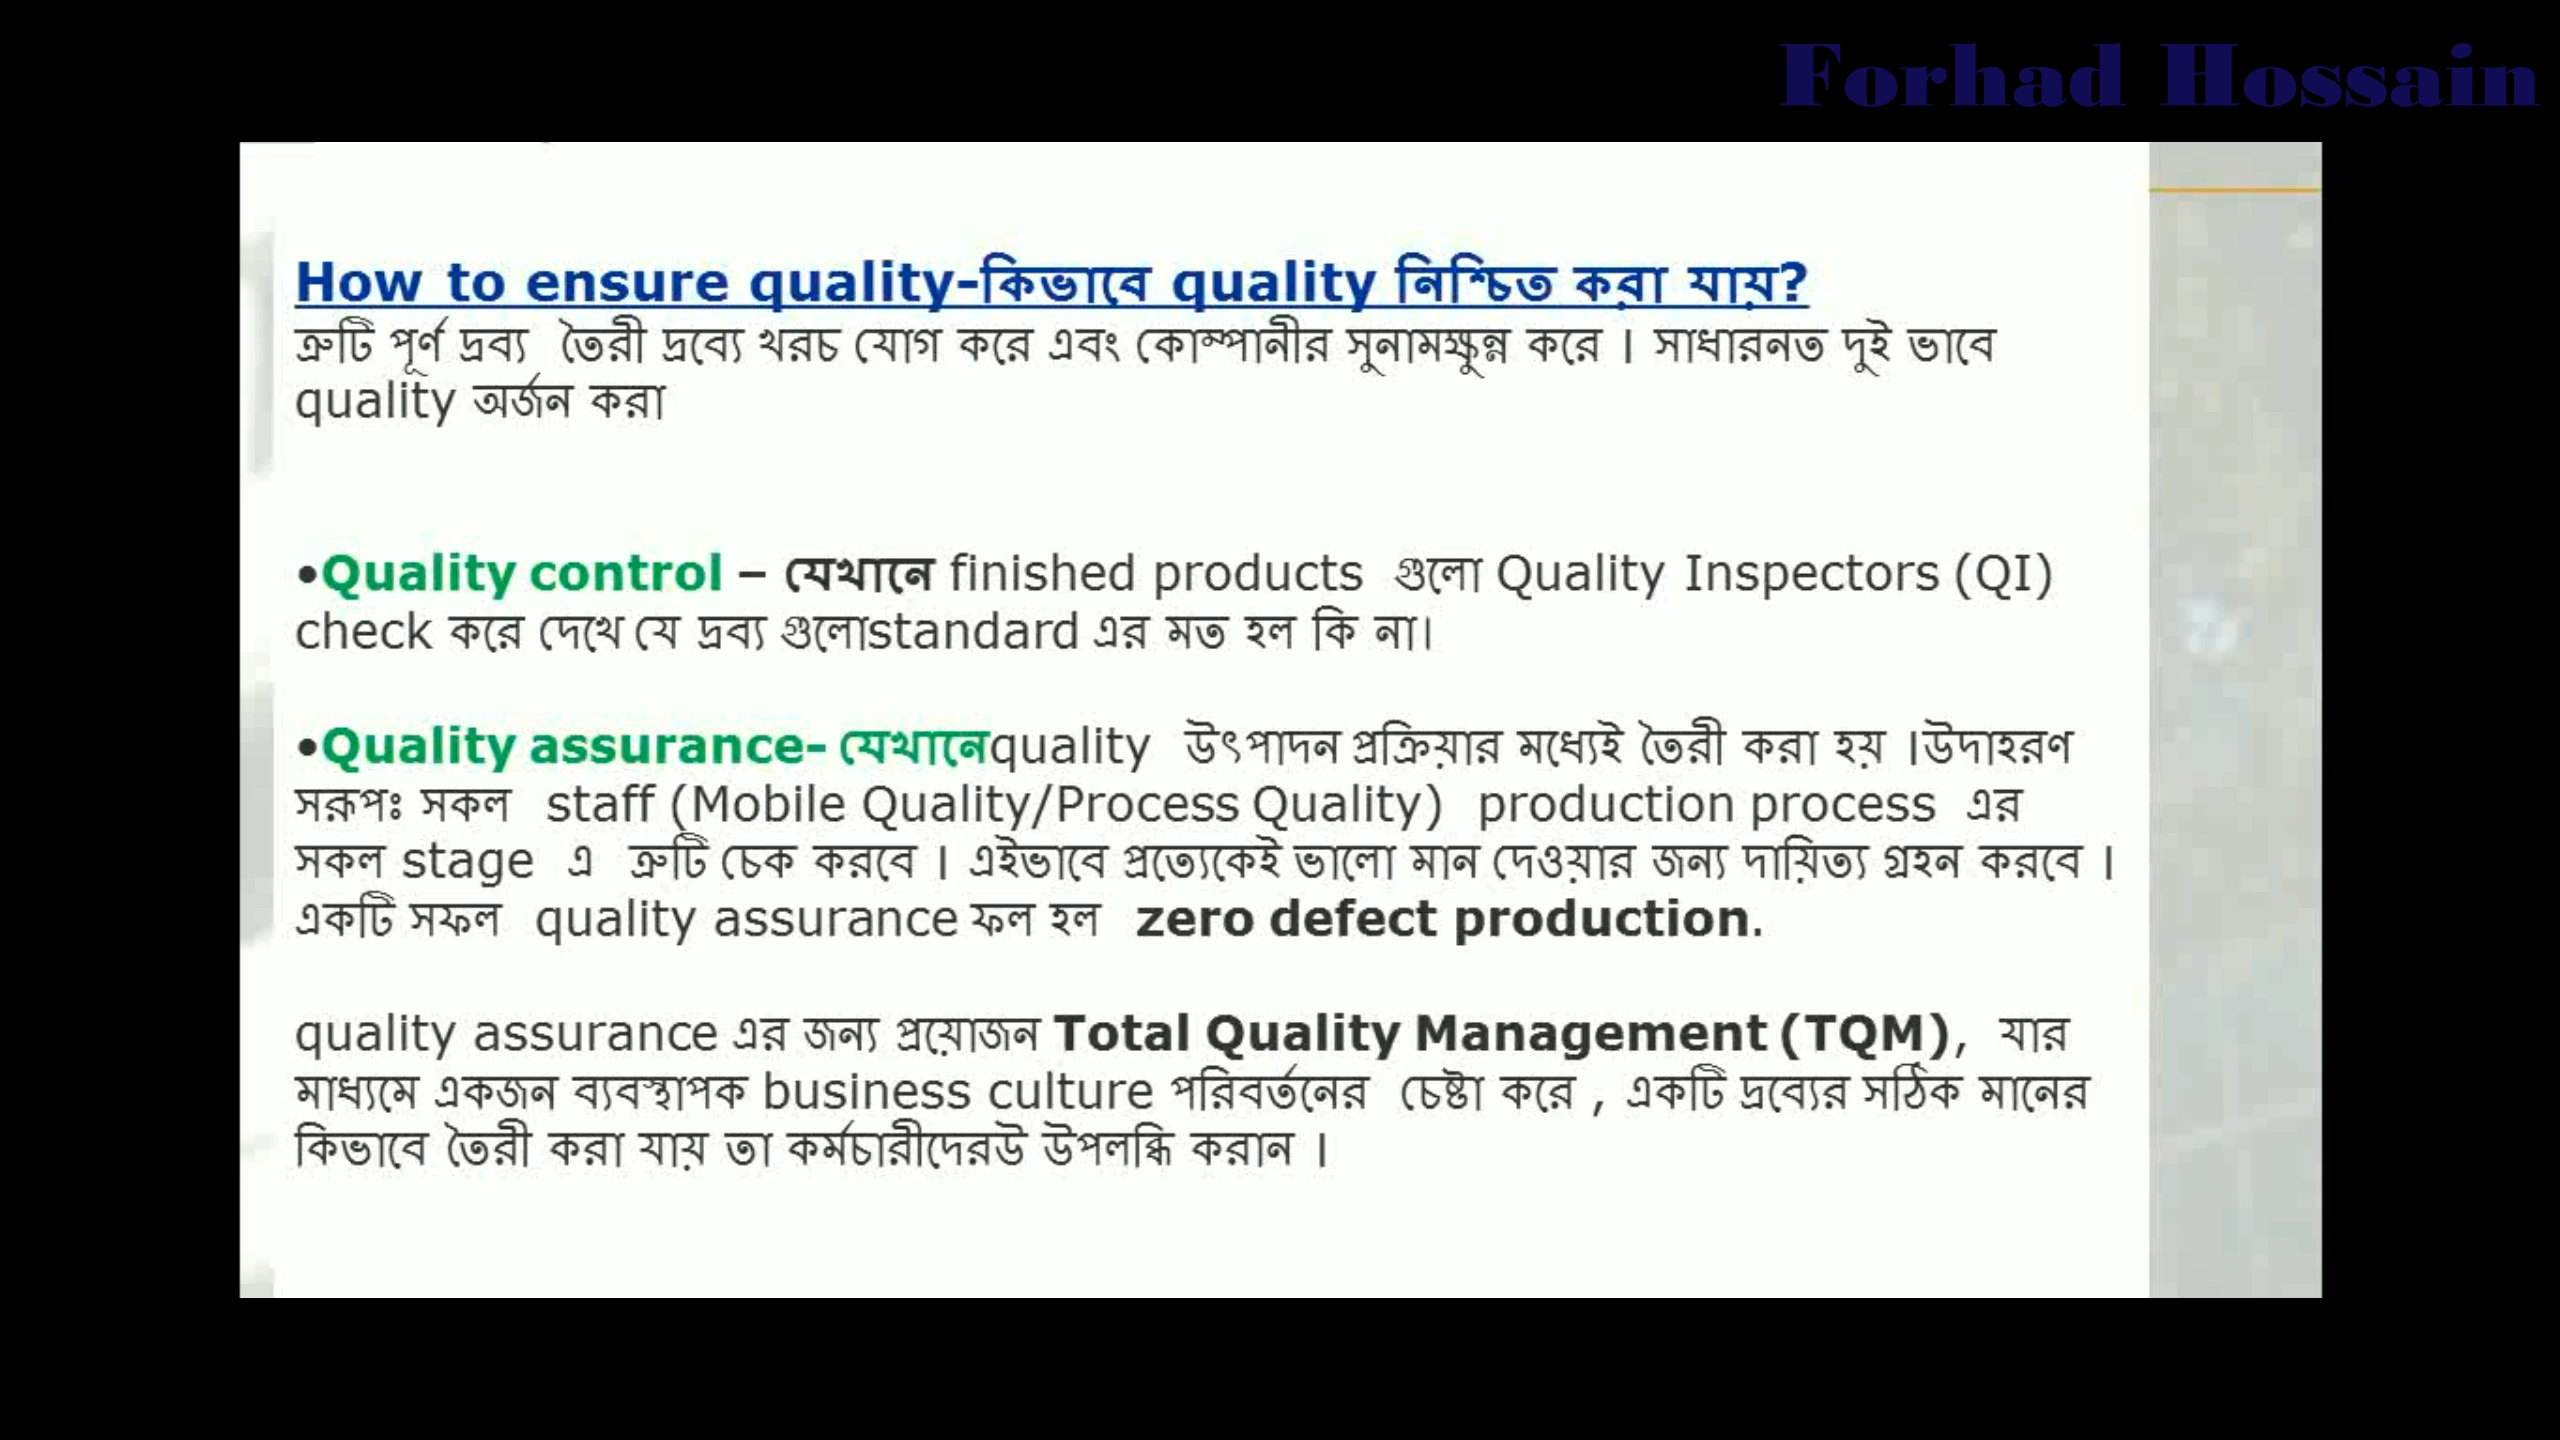 Forhad Hossain
How to ensure quality-কিভাবে quality নিশ্চিত করা যায়?
ত্রুটি পূর্ণ দ্রব্য তৈরী দ্রব্যে খরচ যোগ করে এবং কোম্পানীর সুনামক্ষুন্ন করে । সাধারনত দুই ভাবে
quality অর্জন করা
•Quality control – যেখানে finished products গুলো Quality Inspectors (QI)
check করে দেখে যে দ্রব্য গুলোstandard এর মত হল কি না।
•Quality assurance- যেখানেquality উৎপাদন প্রক্রিয়ার মধ্যেই তৈরী করা হয় ।উদাহরণ
সরূপঃ সকল staff (Mobile Quality/Process Quality) production process এর
সকল stage এ ত্রুটি চেক করবে । এইভাবে প্রত্যেকেই ভালো মান দেওয়ার জন্য দায়িত্য গ্রহন করবে ।
একটি সফল quality assurance ফল হল zero defect production.
quality assurance এর জন্য প্রয়োজন Total Quality Management (TQM), যার
মাধ্যমে একজন ব্যবস্থাপক business culture পরিবর্তনের চেষ্টা করে , একটি দ্রব্যের সঠিক মানের
কিভাবে তৈরী করা যায় তা কর্মচারীদেরউ উপলব্ধি করান ।